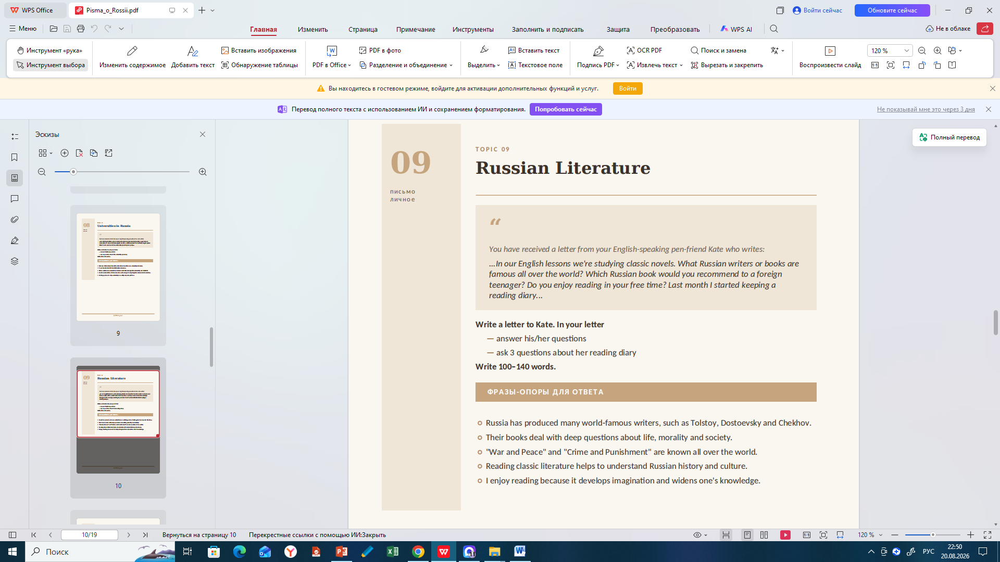 WPS Office
Pisma_o_Rossii.pdf
Войти сейчас
Обновите сейчас
Меню
Главная
Изменить
Страница
Примечание
Инструменты
Заполнить и подписать
Защита
Преобразовать
WPS AI
Не в облаке
Инструмент «рука»
Инструмент выбора
Изменить содержимое
Добавить текст
Вставить изображения
Обнаружение таблицы
PDF в Office
PDF в фото
Разделение и объединение
Выделить
Вставить текст
Текстовое поле
Подпись PDF
OCR PDF
Извлечь текст
Поиск и замена
Вырезать и закрепить
Воспроизвести слайд
120 %
Вы находитесь в гостевом режиме, войдите для активации дополнительных функций и услуг.
Войти
Перевод полного текста с использованием ИИ и сохранением форматирования.
Попробовать сейчас
Не показывай мне это через 3 дня
Эскизы
Полный перевод
08
Universities in Russia
9
09
Russian Literature
10
09
письмо
личное
TOPIC 09
Russian Literature
“
You have received a letter from your English-speaking pen-friend Kate who writes:
...In our English lessons we're studying classic novels. What Russian writers or books are
famous all over the world? Which Russian book would you recommend to a foreign
teenager? Do you enjoy reading in your free time? Last month I started keeping a
reading diary...
Write a letter to Kate. In your letter
— answer his/her questions
— ask 3 questions about her reading diary
Write 100–140 words.
ФРАЗЫ-ОПОРЫ ДЛЯ ОТВЕТА
Russia has produced many world-famous writers, such as Tolstoy, Dostoevsky and Chekhov.
Their books deal with deep questions about life, morality and society.
"War and Peace" and "Crime and Punishment" are known all over the world.
Reading classic literature helps to understand Russian history and culture.
I enjoy reading because it develops imagination and widens one's knowledge.
10/19
Вернуться на страницу 10
Перекрестные ссылки с помощью ИИ:Закрыть
120 %
Поиск
РУС
22:50
20.08.2026